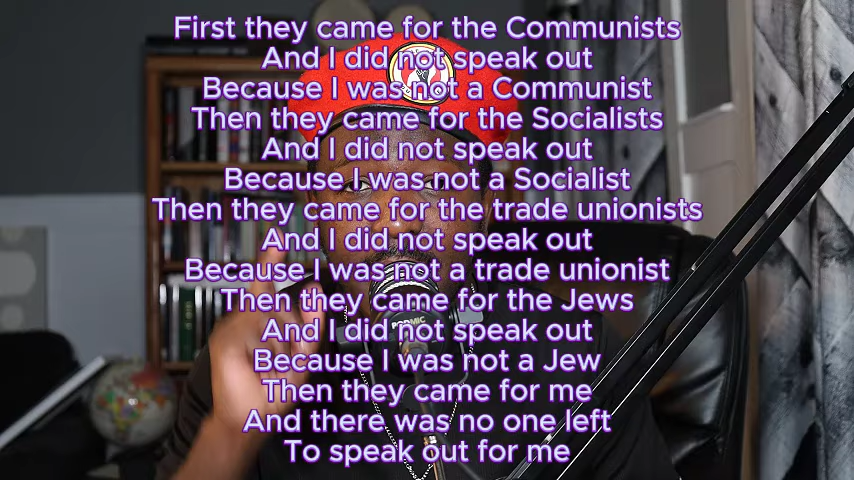 First they came for the Communists
And I did not speak out
Because I was not a Communist
Then they came for the Socialists
And I did not speak out
Because I was not a Socialist
Then they came for the trade unionists
And I did not speak out
Because I was not a trade unionist
Then they came for the Jews
And I did not speak out
Because I was not a Jew
Then they came for me
And there was no one left
To speak out for me